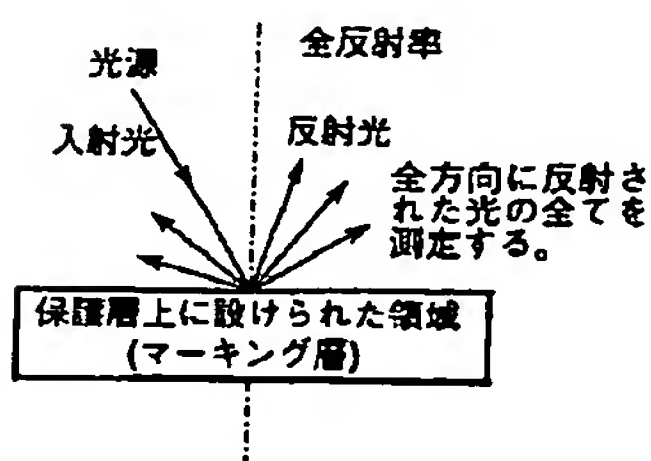 全反射率
光源
入射光
反射光
全方向に反射さ
れた光の全てを
測定する。
保護層上に設けられた領域
(マーキング層)